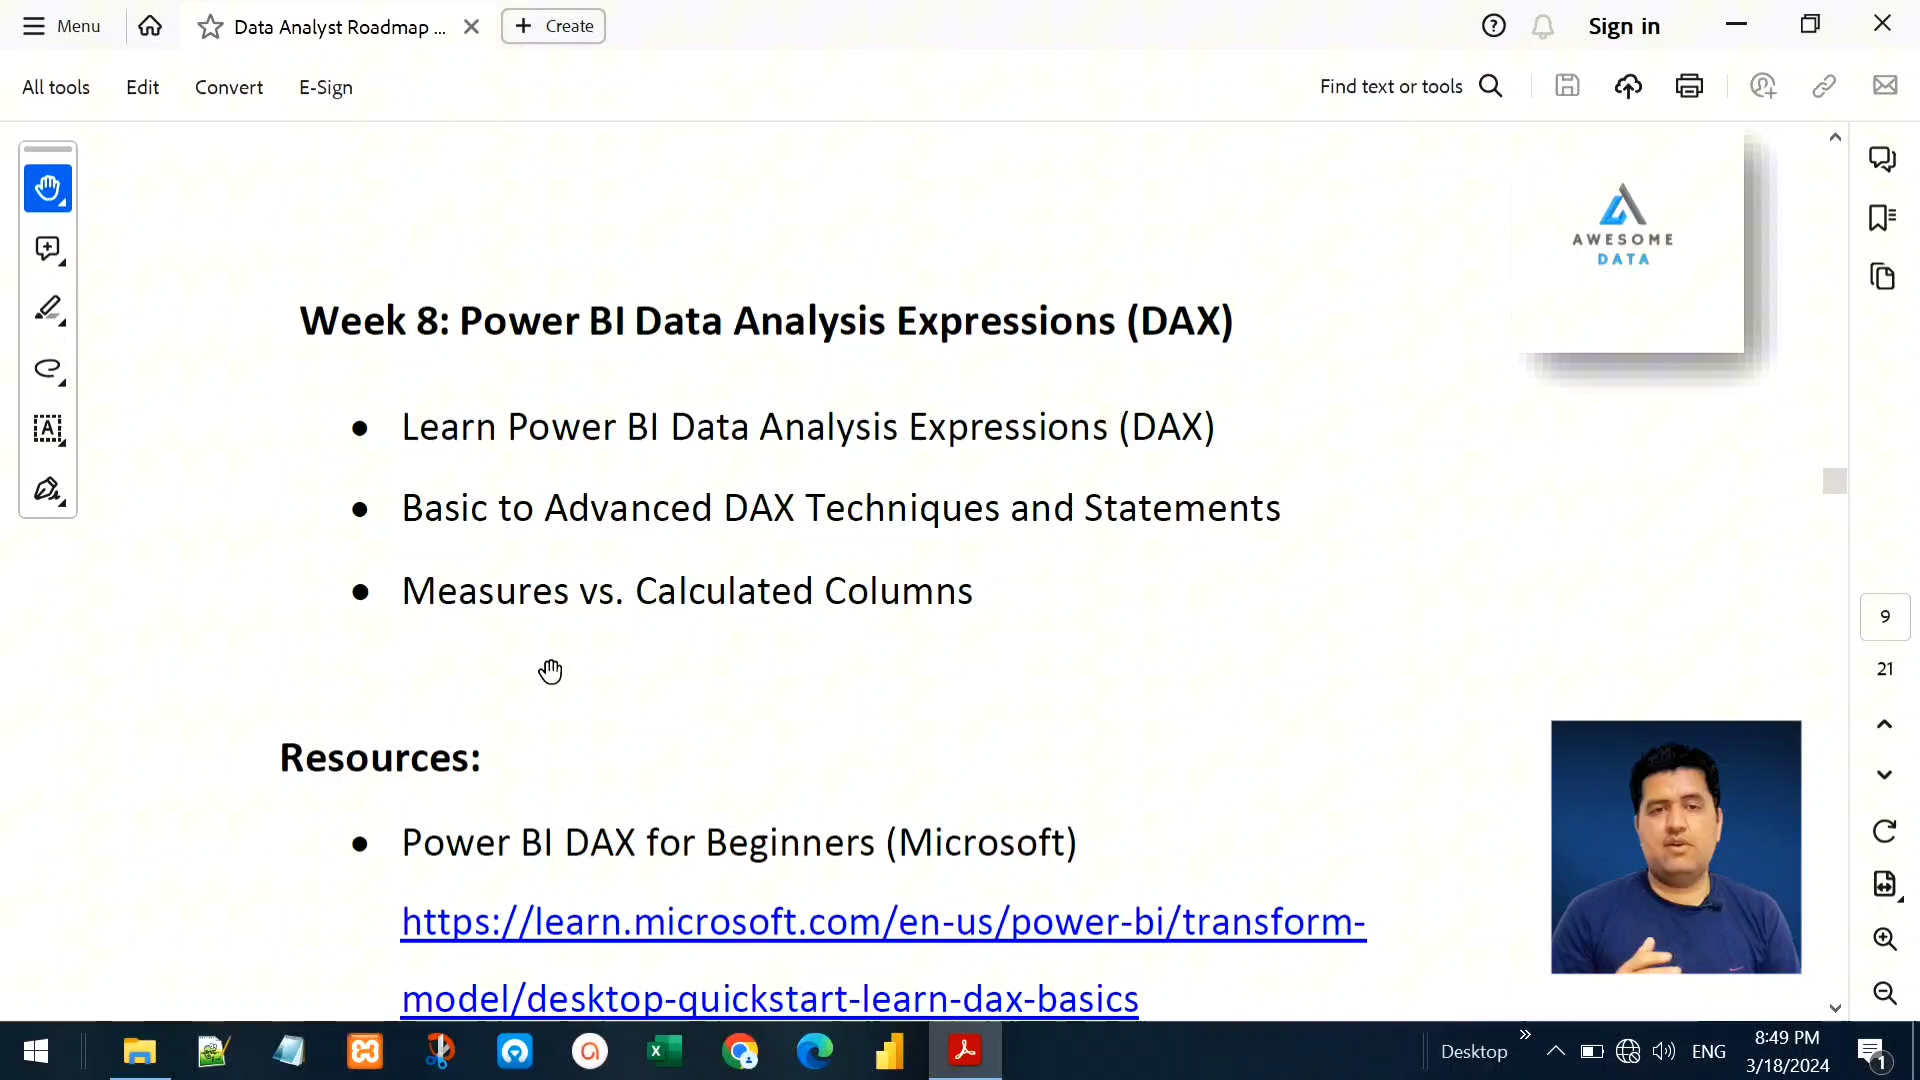 Menu
Data Analyst Roadmap ...
Create
Sign in
All tools
Edit
Convert
E-Sign
Find text or tools
AWESOME
DATA
Week 8: Power BI Data Analysis Expressions (DAX)
• Learn Power BI Data Analysis Expressions (DAX)
• Basic to Advanced DAX Techniques and Statements
• Measures vs. Calculated Columns
9
21
Resources:
• Power BI DAX for Beginners (Microsoft)
https://learn.microsoft.com/en-us/power-bi/transform-
model/desktop-quickstart-learn-dax-basics
Desktop
ENG
8:49 PM
3/18/2024
1